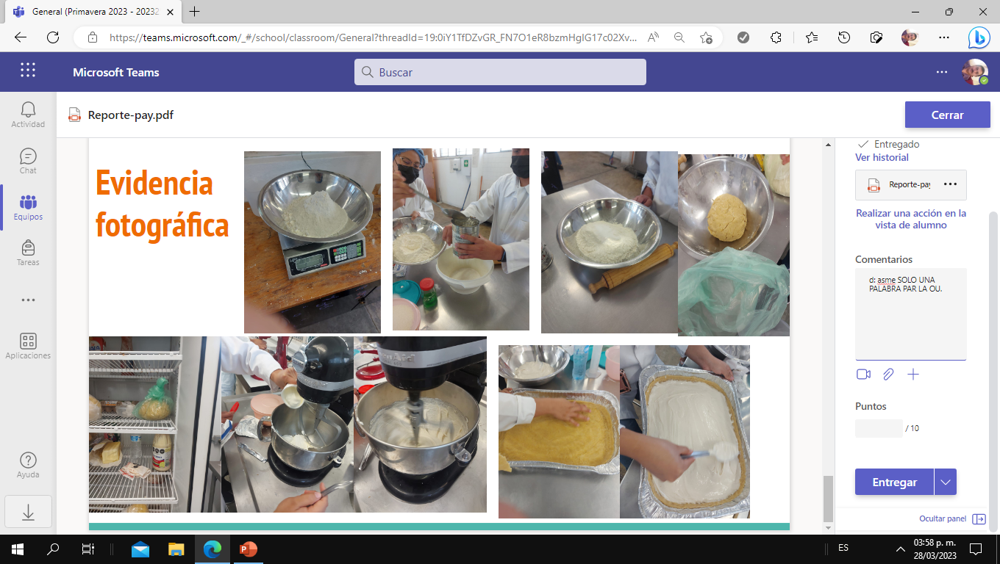 General (Primavera 2023 - 20232
https://teams.microsoft.com/_#/school/classroom/General?threadId=19:0iY1TfDZvGR_FN7O1eR8bzmHgIG17c02Xv...
Microsoft Teams
Buscar
Actividad
Chat
Equipos
Tareas
Aplicaciones
Ayuda
Reporte-pay.pdf
Cerrar
Evidencia
fotográfica
Entregado
Ver historial
Reporte-pay
Realizar una acción en la
vista de alumno
Comentarios
d: asme SOLO UNA
PALABRA PAR LA OU.
Puntos
/ 10
Entregar
Ocultar panel
ES
03:58 p. m.
28/03/2023